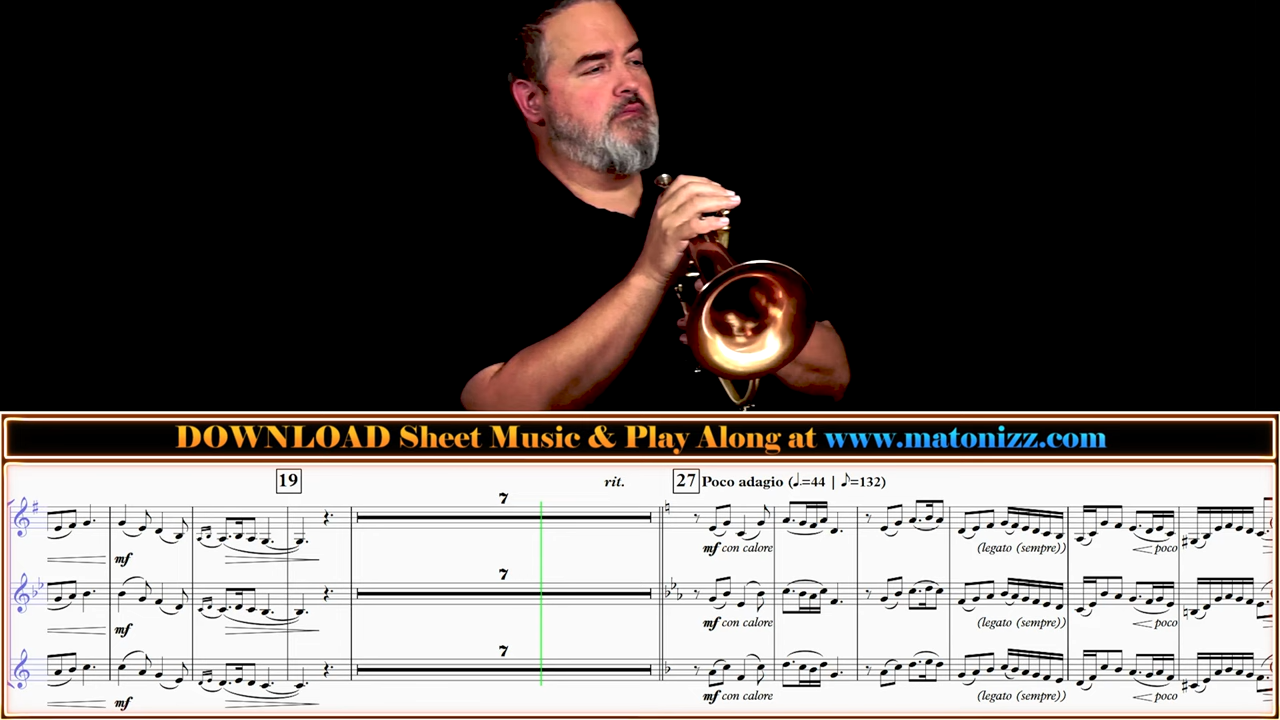 DOWNLOAD Sheet Music & Play Along at www.matonizz.com
19
rit.
27 Poco adagio (♩.=44 | ♪=132)
7
mf
mf con calore
(legato (sempre))
poco
7
mf
mf con calore
(legato (sempre))
poco
7
mf
mf con calore
(legato (sempre))
poco